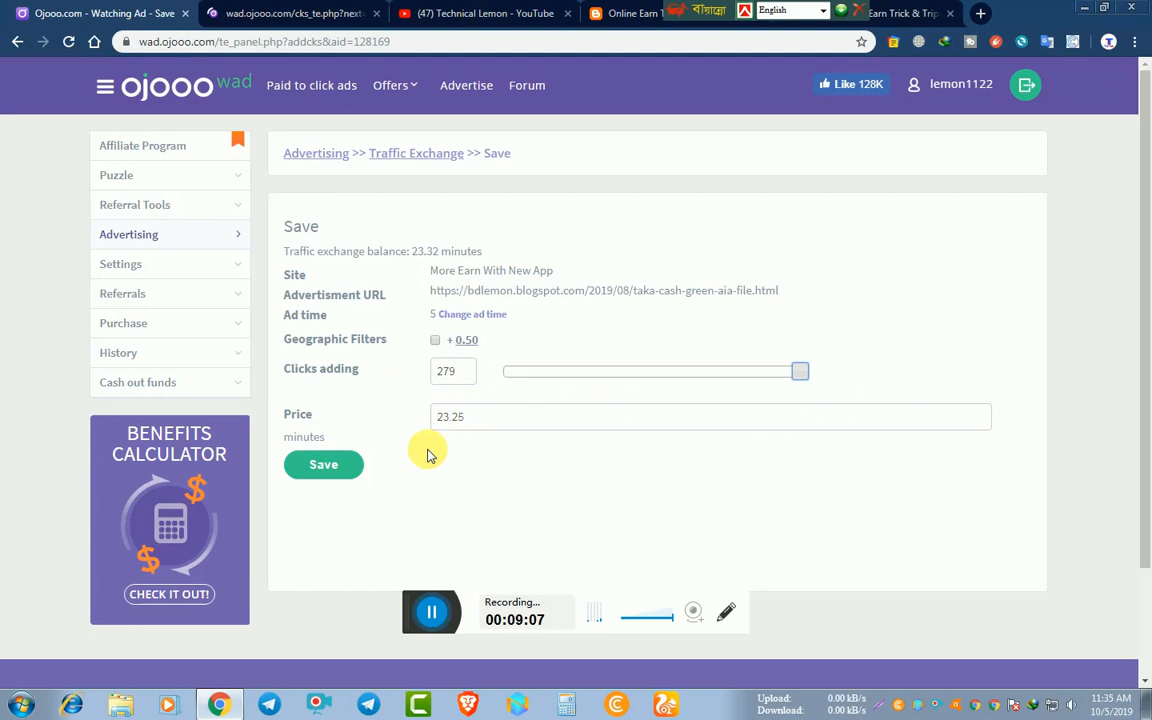 Ojooo.com - Watching Ad - Save
wad.ojooo.com/cks_te.php?next
(47) Technical Lemon - YouTube
Online Earn T
বায়ান্নো
English
Earn Trick & Trip
wad.ojooo.com/te_panel.php?addcks&aid=128169
ojooo wad
Paid to click ads
Offers
Advertise
Forum
Like 128K
lemon1122
Affiliate Program
Puzzle
Referral Tools
Advertising
Settings
Referrals
Purchase
History
Cash out funds
BENEFITS
CALCULATOR
CHECK IT OUT!
Advertising >> Traffic Exchange >> Save
Save
Traffic exchange balance: 23.32 minutes
Site More Earn With New App
Advertisment URL https://bdlemon.blogspot.com/2019/08/taka-cash-green-aia-file.html
Ad time 5 Change ad time
Geographic Filters + 0.50
Clicks adding 279
Price 23.25
minutes
Save
Recording...
00:09:07
Upload: 0.00 kB/s
Download: 0.00 kB/s
11:35 AM
10/5/2019